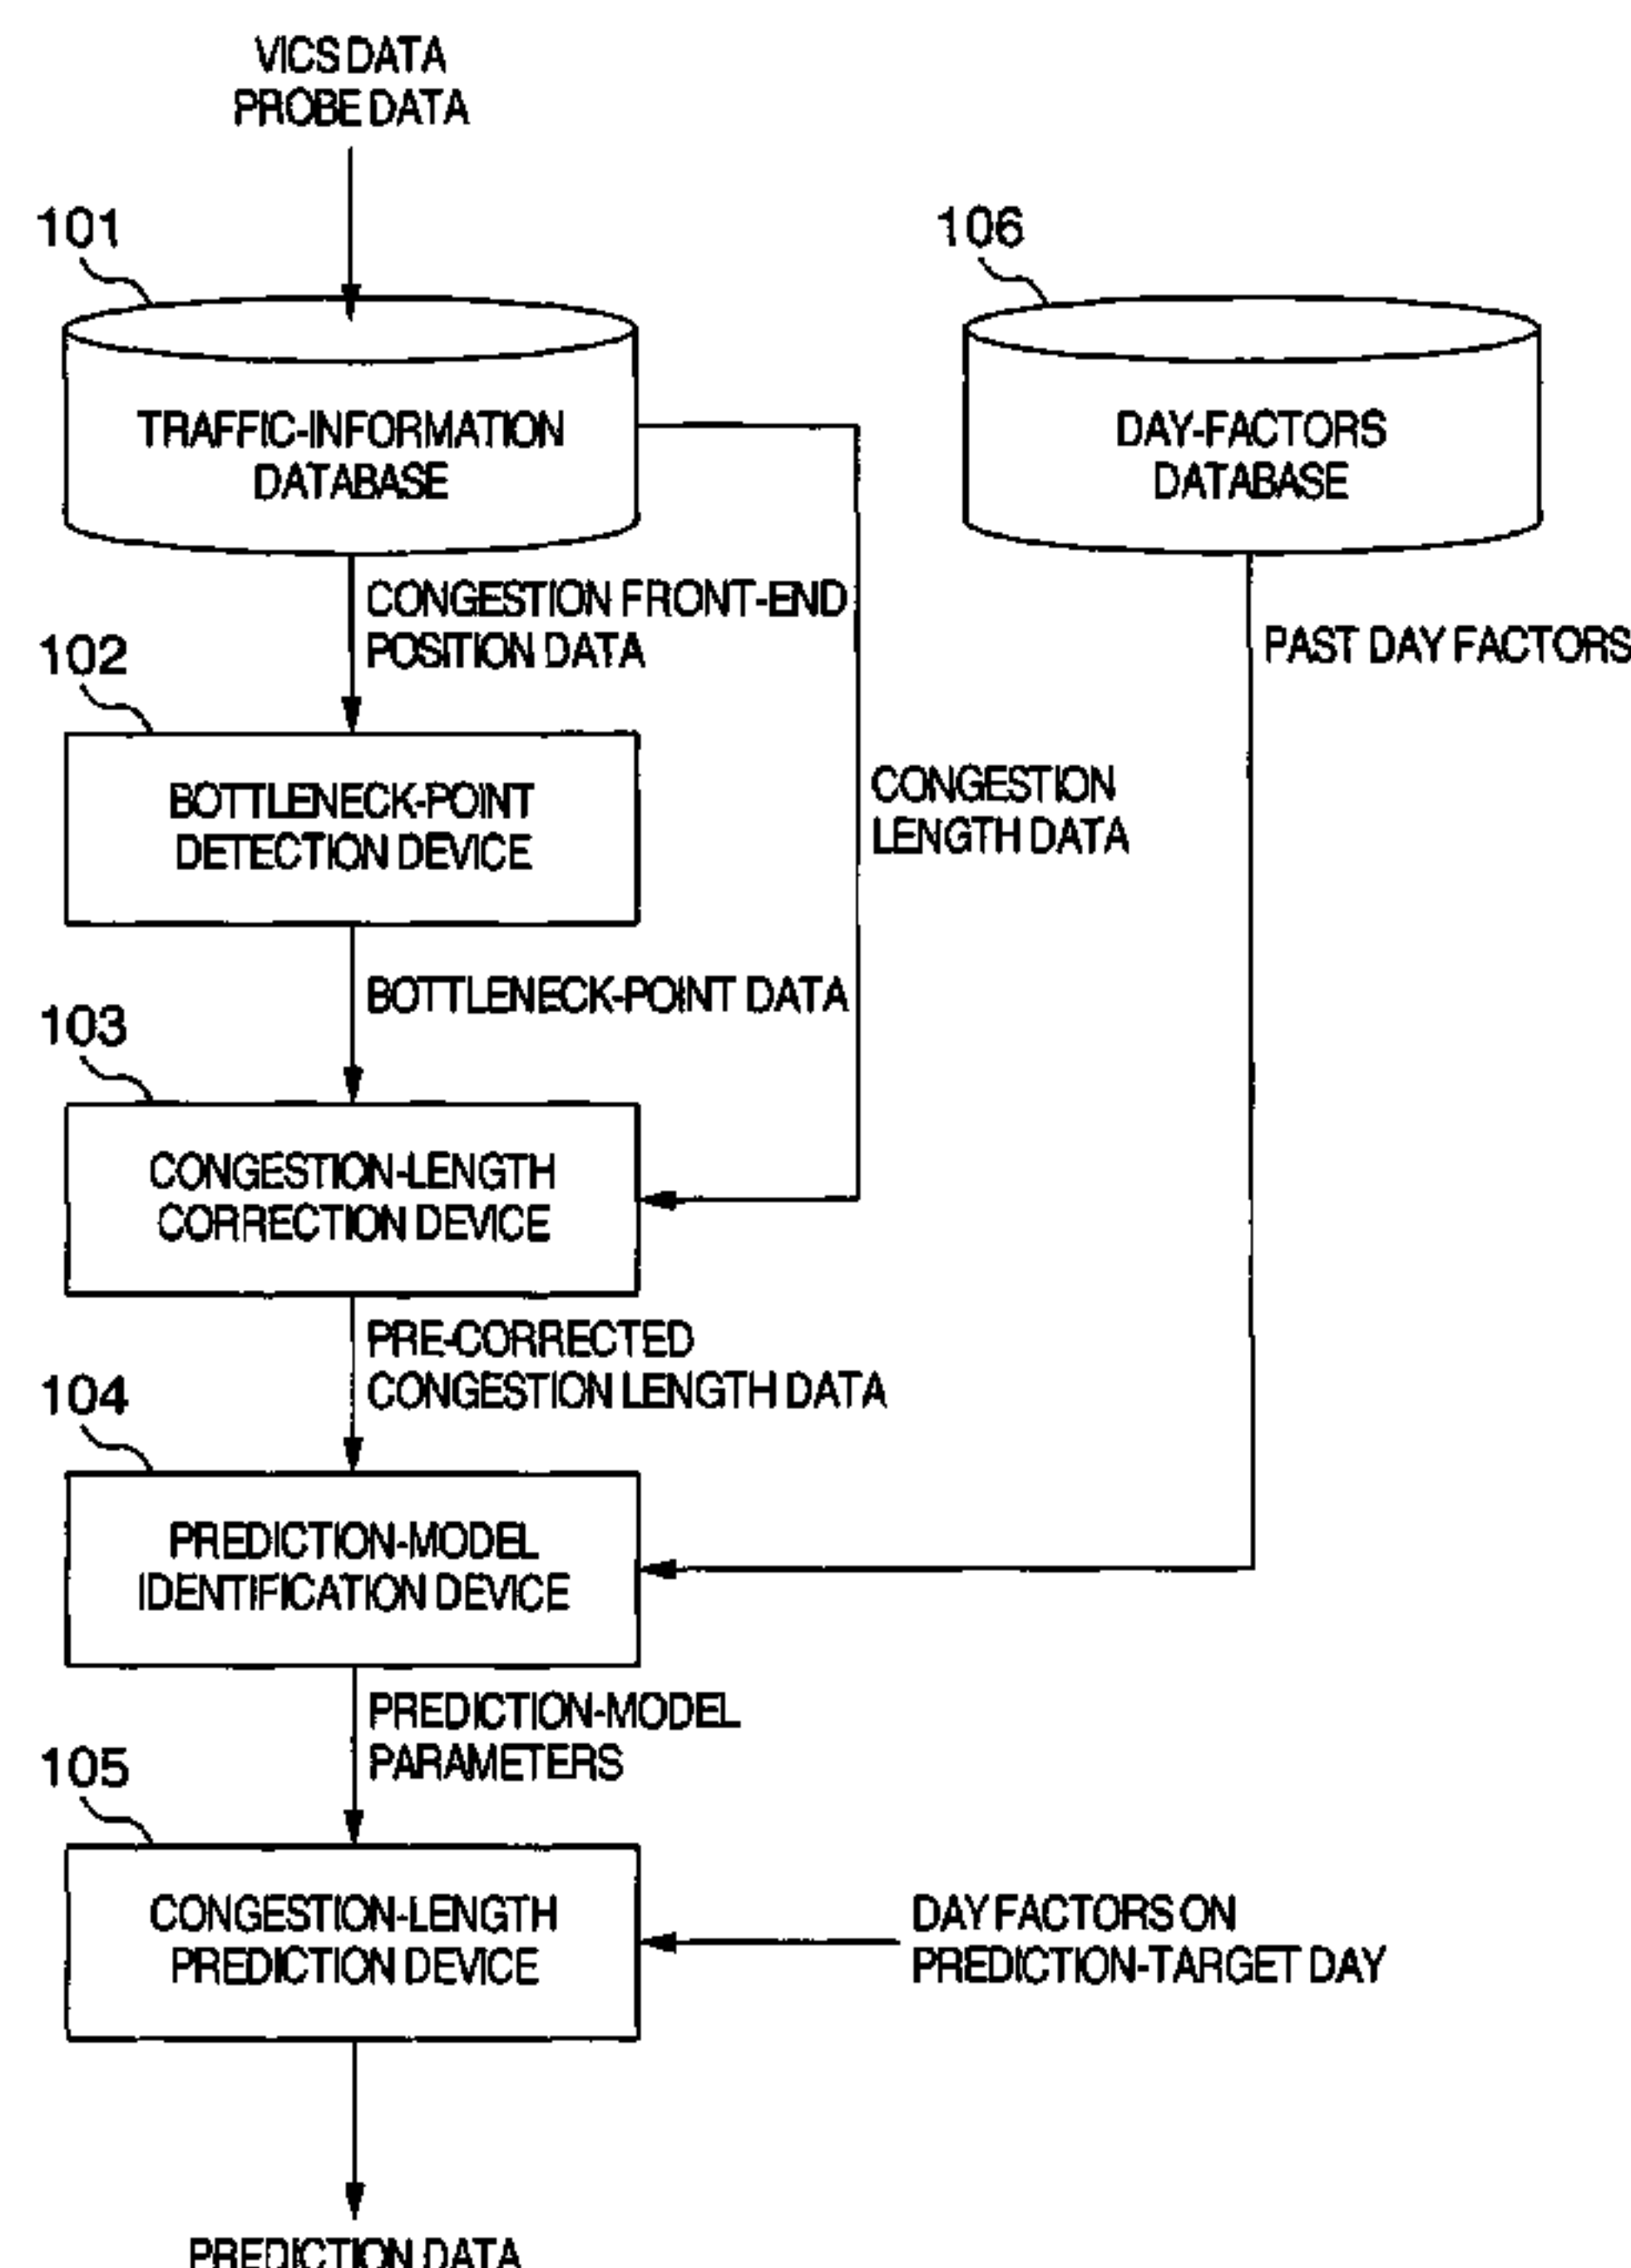 VICS DATA
PROBE DATA
101
106
TRAFFIC-INFORMATION
DATABASE
DAY-FACTORS
DATABASE
CONGESTION FRONT-END
POSITION DATA
PAST DAY FACTORS
102
BOTTLENECK-POINT
DETECTION DEVICE
CONGESTION
LENGTH DATA
BOTTLENECK-POINT DATA
103
CONGESTION-LENGTH
CORRECTION DEVICE
PRE-CORRECTED
CONGESTION LENGTH DATA
104
PREDICTION-MODEL
IDENTIFICATION DEVICE
PREDICTION-MODEL
PARAMETERS
105
CONGESTION-LENGTH
PREDICTION DEVICE
DAY FACTORS ON
PREDICTION-TARGET DAY
PREDICTION DATA